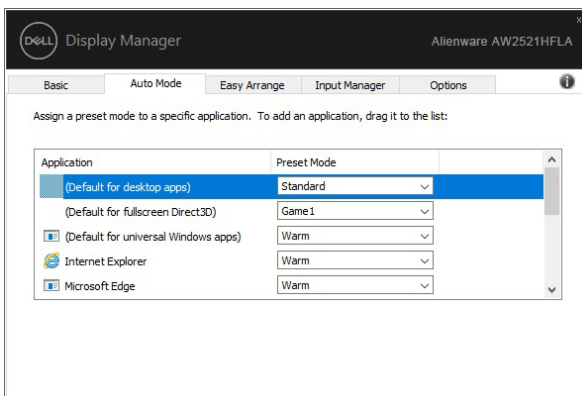 DELL Display Manager Alienware AW2521HFLA
Basic Auto Mode Easy Arrange Input Manager Options
Assign a preset mode to a specific application. To add an application, drag it to the list:
Application Preset Mode
(Default for desktop apps) Standard
(Default for fullscreen Direct3D) Game1
(Default for universal Windows apps) Warm
Internet Explorer Warm
Microsoft Edge Warm